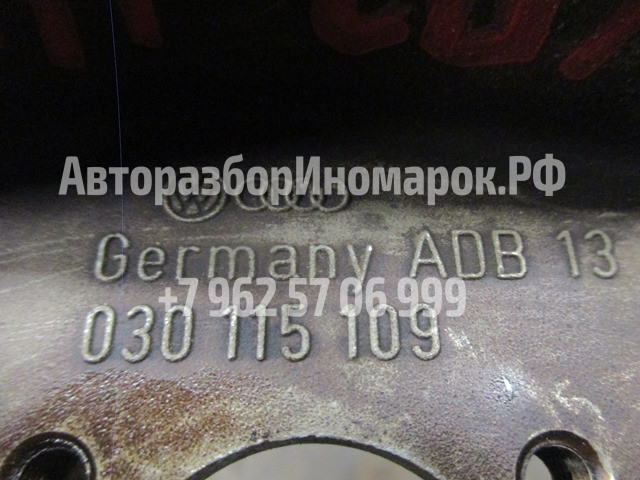 АвторазборИномарок.РФ
Germany ADB 13
+7 962 57 06 999
030 115 109